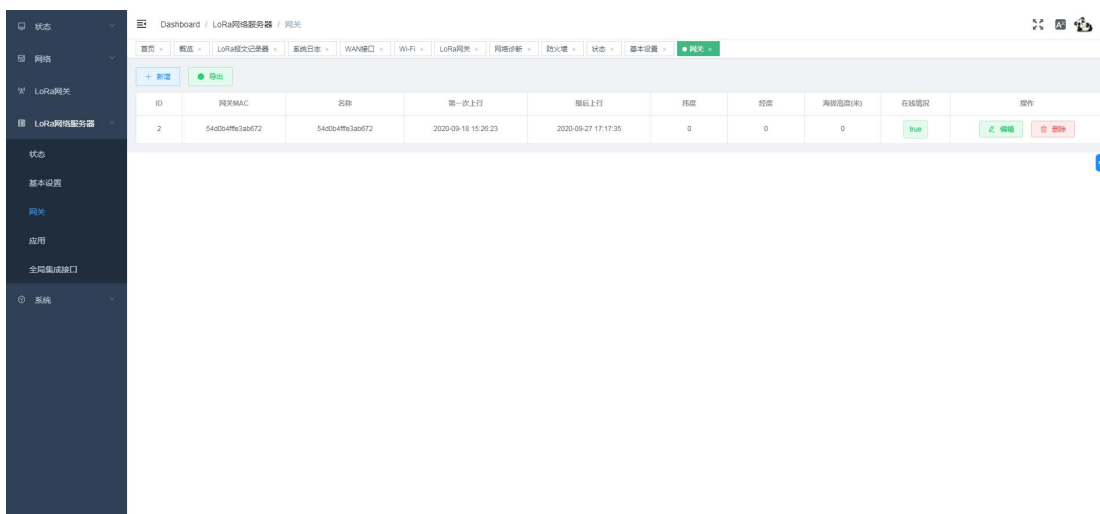 状态
网络
LoRa网关
LoRa网络服务器
状态
基本设置
网关
应用
全局集成接口
系统
Dashboard / LoRa网络服务器 / 网关
首页 × 概览 × LoRa报文记录器 × 系统日志 × WAN接口 × Wi-Fi × LoRa网关 × 网络诊断 × 防火墙 × 状态 × 基本设置 × 网关 ×
+ 新增 导出
ID 网关MAC 名称 第一次上行 最后上行 纬度 经度 海拔高度(米) 在线情况 操作
2 54d0b4fffe3ab672 54d0b4fffe3ab672 2020-09-18 15:26:23 2020-09-27 17:17:35 0 0 0 true 编辑 删除